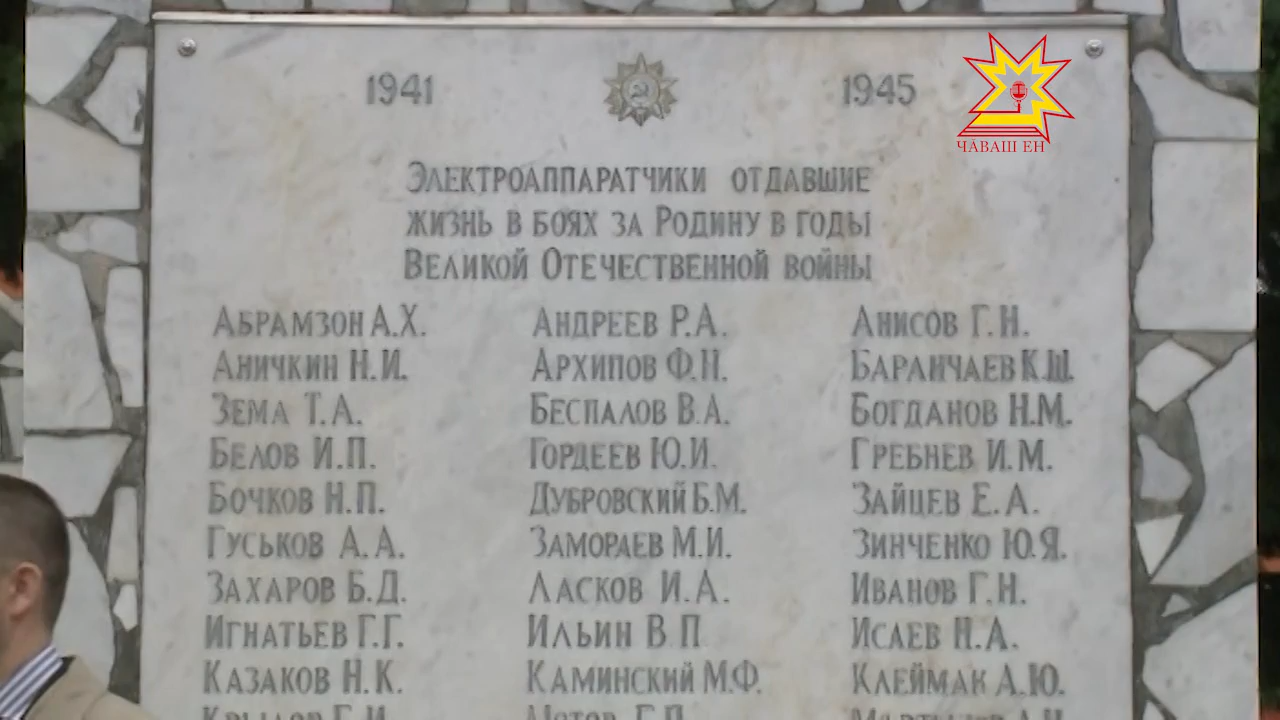 1941 1945
ЧӐВАШ ЕН
ЭЛЕКТРОАППАРАТЧИКИ ОТДАВШИЕ
ЖИЗНЬ В БОЯХ ЗА РОДИНУ В ГОДЫ
ВЕЛИКОЙ ОТЕЧЕСТВЕННОЙ ВОЙНЫ
АБРАМЗОН А.Х. АНДРЕЕВ Р.А. АНИСОВ Г.Н.
АНИЧКИН Н.И. АРХИПОВ Ф.Н. БАРАНЧАЕВ К.Ш.
ЗЕМА Т.А. БЕСПАЛОВ В.А. БОГДАНОВ Н.М.
БЕЛОВ И.П. ГОРДЕЕВ Ю.И. ГРЕБНЕВ И.М.
БОЧКОВ Н.П. ДУБРОВСКИЙ Б.М. ЗАЙЦЕВ Е.А.
ГУСЬКОВ А.А. ЗАМОРАЕВ М.И. ЗИНЧЕНКО Ю.Я.
ЗАХАРОВ Б.Д. ЛАСКОВ И.А. ИВАНОВ Г.Н.
ИГНАТЬЕВ Г.Г. ИЛЬИН В П ИСАЕВ Н.А.
КАЗАКОВ Н.К. КАМИНСКИЙ М.Ф. КЛЕЙМАК А.Ю.